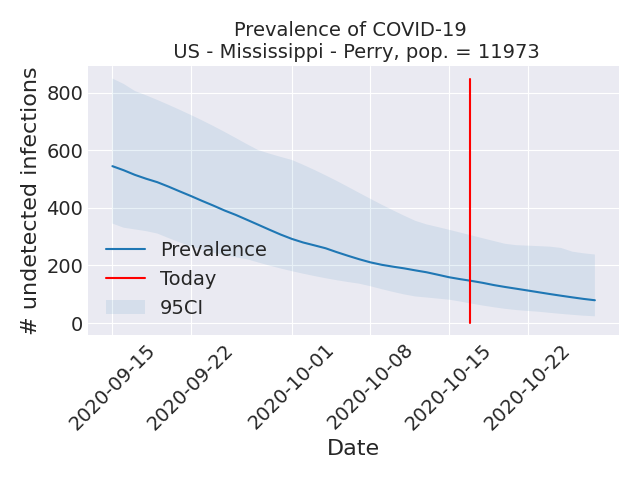 Prevalence of COVID-19
US - Mississippi - Perry, pop. = 11973
# undetected infections
800
600
400
200
0
Prevalence
Today
95CI
2020-09-15
2020-09-22
2020-10-01
2020-10-08
2020-10-15
2020-10-22
Date